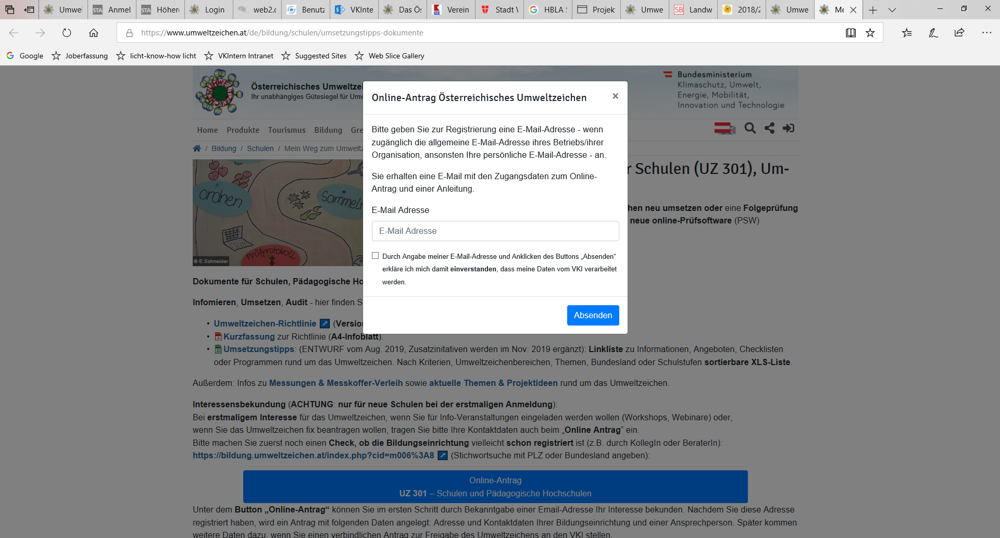 Umwel
Anmel
Höher
Login
web2.c
Benutz
VKInte
Das Ös
Verein
Stadt
HBLA
Projek
Umwe
Landw
2018/2
Umwe
Me
https://www.umweltzeichen.at/de/bildung/schulen/umsetzungstipps-dokumente
Google Joberfassung licht-know-how licht VKIntern Intranet Suggested Sites Web Slice Gallery
Österreichisches Umweltzei
Ihr unabhängiges Gütesiegel für Umw
Bundesministerium
Klimaschutz, Umwelt,
Energie, Mobilität,
Innovation und Technologie
Home Produkte Tourismus Bildung Gre
/ Bildung / Schulen / Mein Weg zum Umweltz
Online-Antrag Österreichisches Umweltzeichen ×
Bitte geben Sie zur Registrierung eine E-Mail-Adresse - wenn
zugänglich die allgemeine E-Mail-Adresse ihres Betriebs/ihrer
Organisation, ansonsten Ihre persönliche E-Mail-Adresse - an.
Sie erhalten eine E-Mail mit den Zugangsdaten zum Online-
Antrag und einer Anleitung.
E-Mail Adresse
E-Mail Adresse
Durch Angabe meiner E-Mail-Adresse und Anklicken des Buttons „Absenden“
erkläre ich mich damit einverstanden, dass meine Daten vom VKI verarbeitet
werden.
Absenden
r Schulen (UZ 301), Um-
hen neu umsetzen oder eine Folgeprüfung
neue online-Prüfsoftware (PSW)
ordnen
Sammeln
Prüfprotokoll
© E.Schneider
Dokumente für Schulen, Pädagogische Ho
Infomieren, Umsetzen, Audit - hier finden S
• Umweltzeichen-Richtlinie (Version
• Kurzfassung zur Richtlinie (A4-Infoblatt).
• Umsetzungstipps: (ENTWURF vom Aug. 2019, Zusatzinitativen werden im Nov. 2019 ergänzt): Linkliste zu Informationen, Angeboten, Checklisten
oder Programmen rund um das Umweltzeichen. Nach Kriterien, Umweltzeichenbereichen, Themen, Bundesland oder Schulstufen sortierbare XLS-Liste.
Außerdem: Infos zu Messungen & Messkoffer-Verleih sowie aktuelle Themen & Projektideen rund um das Umweltzeichen.
Interessensbekundung (ACHTUNG: nur für neue Schulen bei der erstmaligen Anmeldung):
Bei erstmaligem Interesse für das Umweltzeichen, wenn Sie für Info-Veranstaltungen eingeladen werden wollen (Workshops, Webinare) oder,
wenn Sie das Umweltzeichen fix beantragen wollen, tragen Sie bitte Ihre Kontaktdaten auch beim „Online Antrag“ ein.
Bitte machen Sie zuerst noch einen Check, ob die Bildungseinrichtung vielleicht schon registriert ist (z.B. durch KollegIn oder BeraterIn):
https://bildung.umweltzeichen.at/index.php?cid=m006%3A8 (Stichwortsuche mit PLZ oder Bundesland angeben):
Online-Antrag
UZ 301 – Schulen und Pädagogische Hochschulen
Unter dem Button „Online-Antrag“ können Sie im ersten Schritt durch Bekanntgabe einer Email-Adresse Ihr Interesse bekunden. Nachdem Sie diese Adresse
registriert haben, wird ein Antrag mit folgenden Daten angelegt: Adresse und Kontaktdaten Ihrer Bildungseinrichtung und einer Ansprechperson. Später kommen
weitere Daten dazu, wenn Sie einen verbindlichen Antrag zur Freigabe des Umweltzeichens an den VKI stellen.